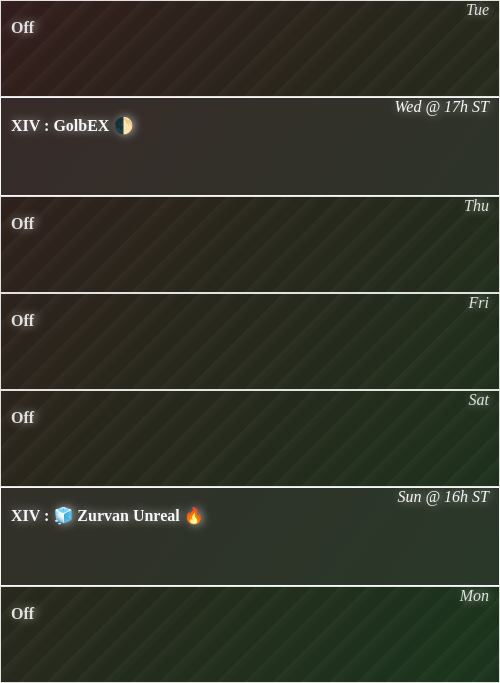 Tue
Off
Wed @ 17h ST
XIV : GolbEX 🌓
Thu
Off
Fri
Off
Sat
Off
Sun @ 16h ST
XIV : 🧊 Zurvan Unreal 🔥
Mon
Off